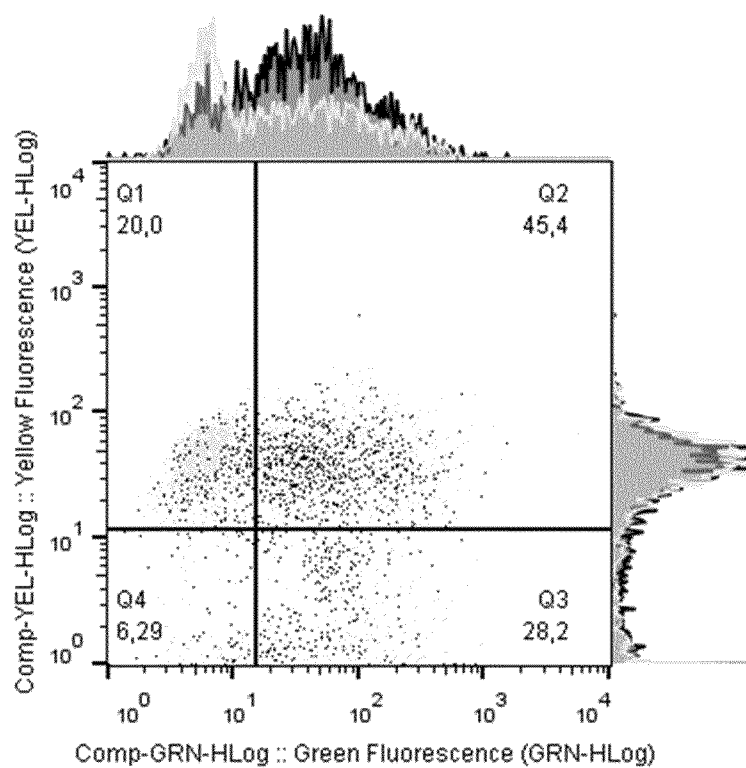 Comp-YEL-HLog :: Yellow Fluorescence (YEL-HLog)
10^4
10^3
10^2
10^1
10^0
Q1
20,0
Q2
45,4
Q4
6,29
Q3
28,2
10^0 10^1 10^2 10^3 10^4
Comp-GRN-HLog :: Green Fluorescence (GRN-HLog)